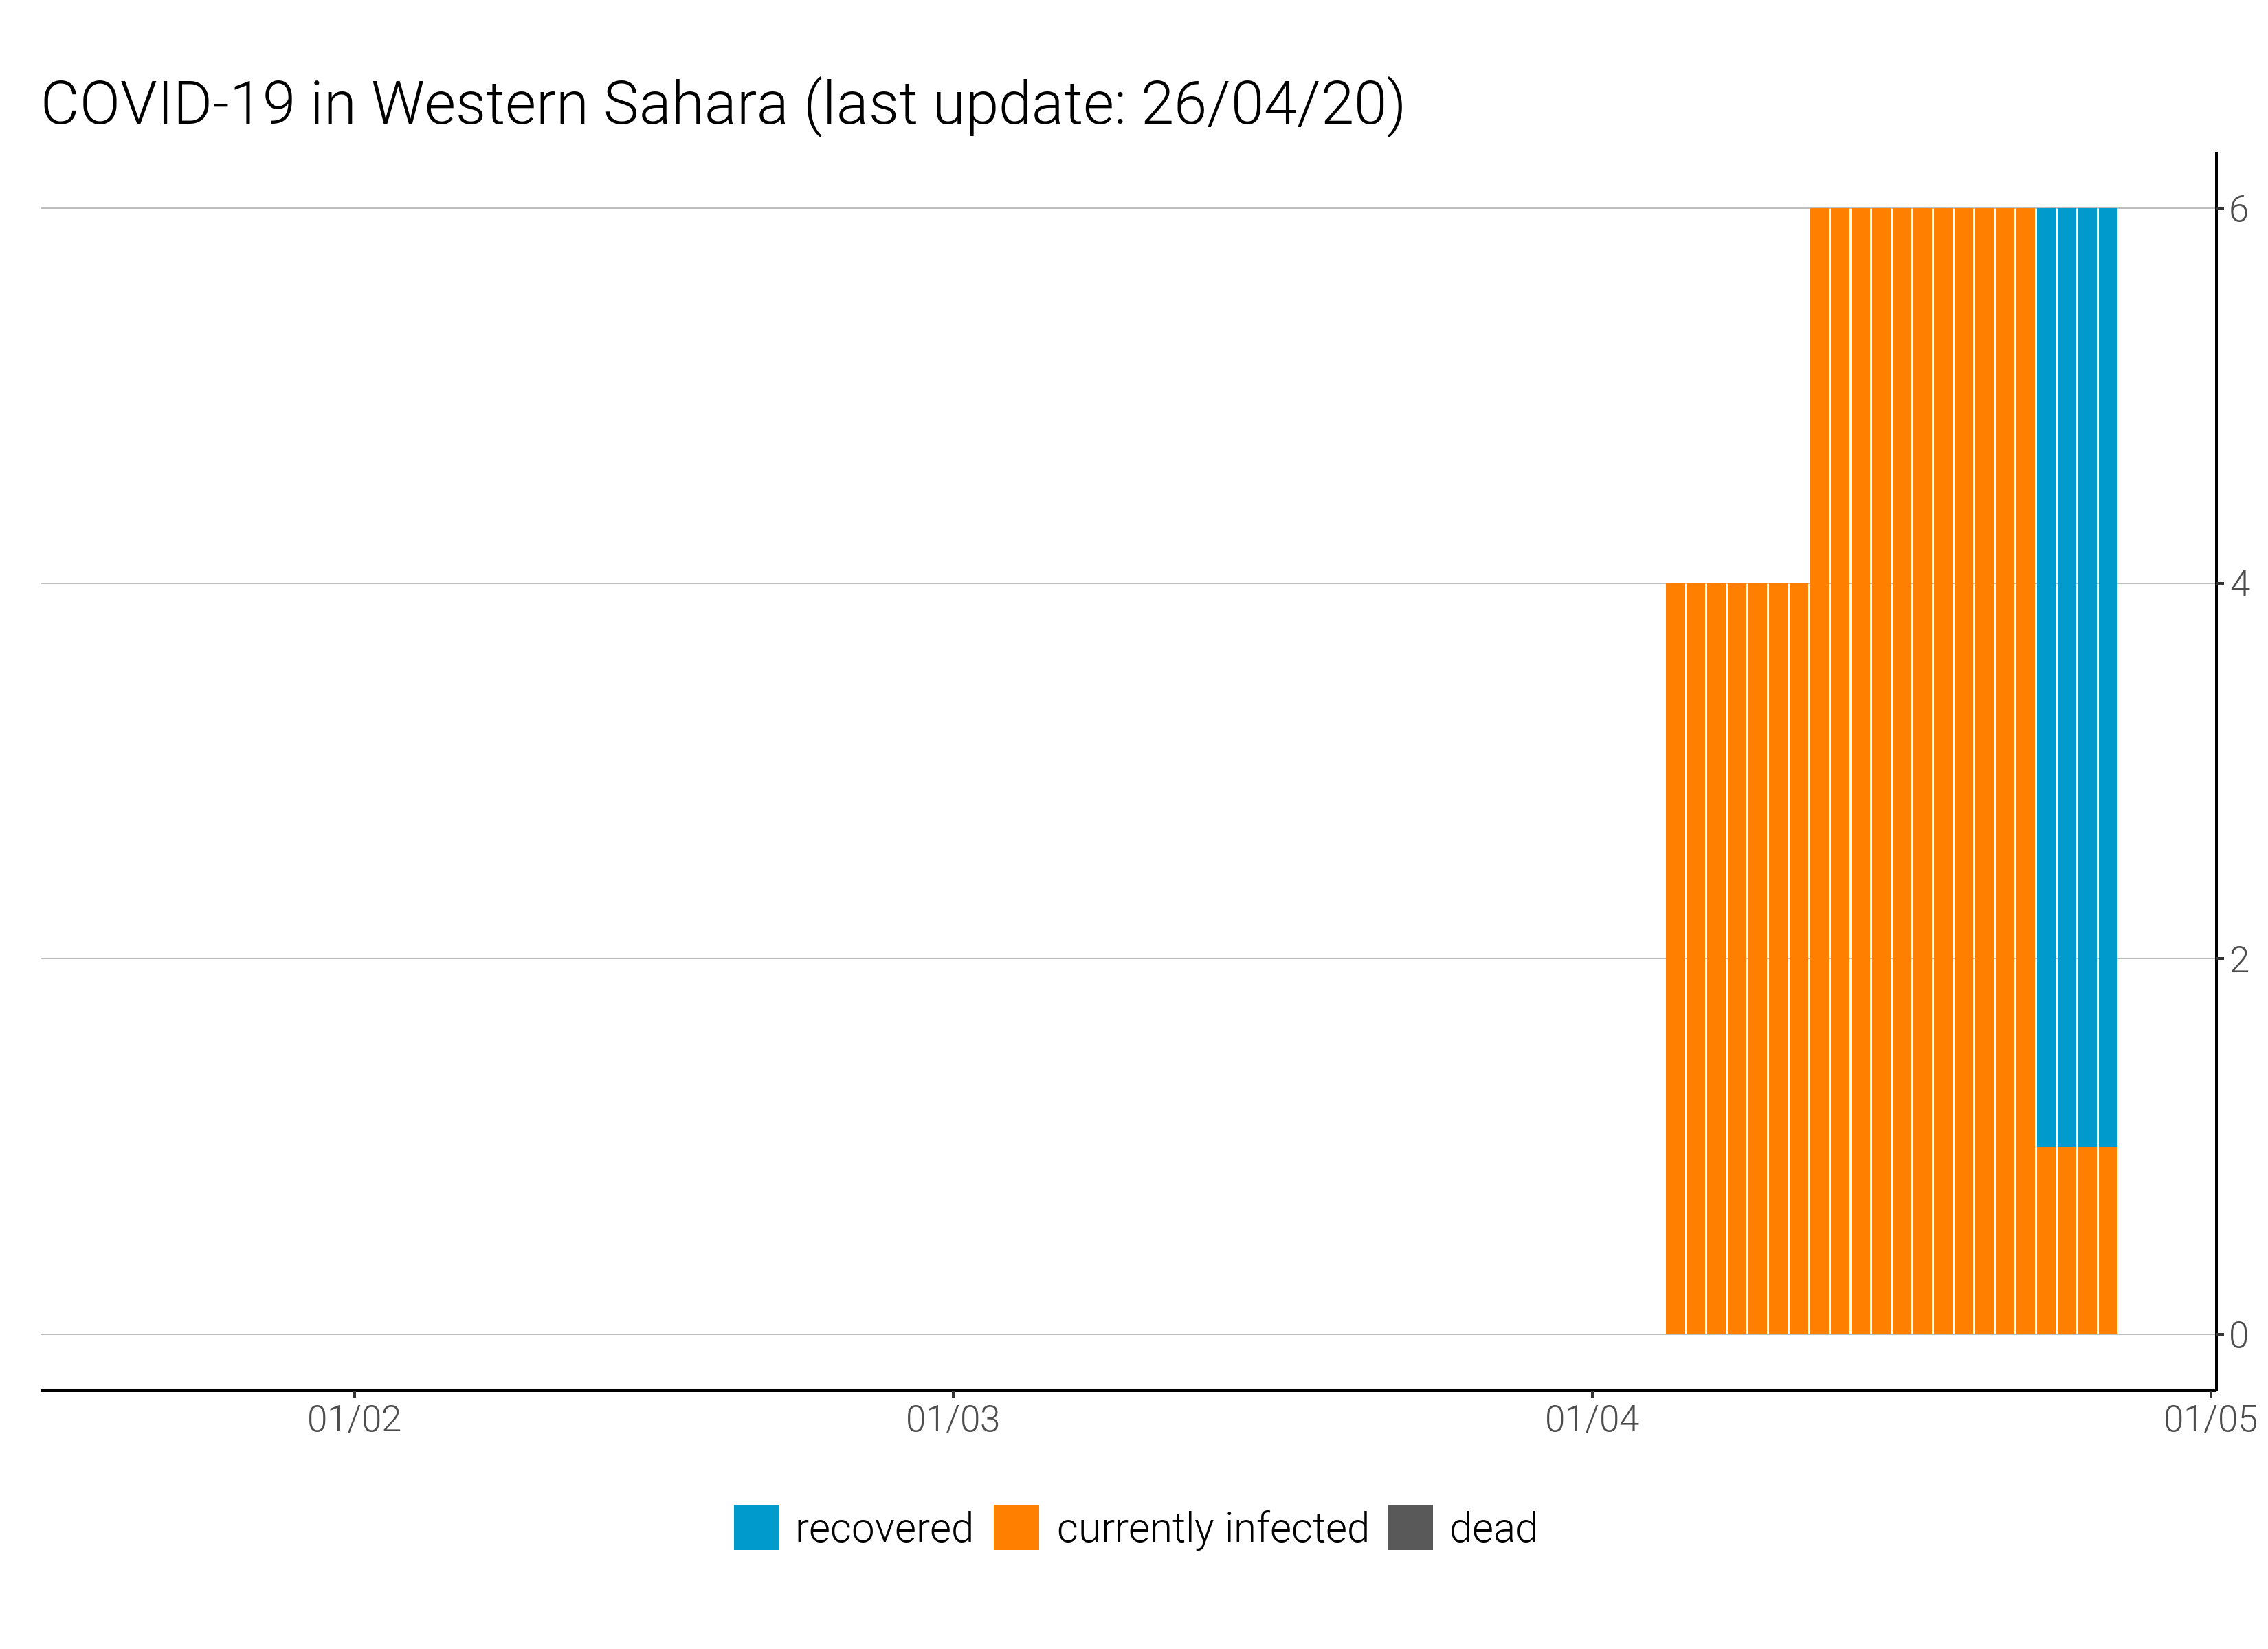 COVID-19 in Western Sahara (last update: 26/04/20)
6
4
2
0
01/02 01/03 01/04 01/05
recovered currently infected dead